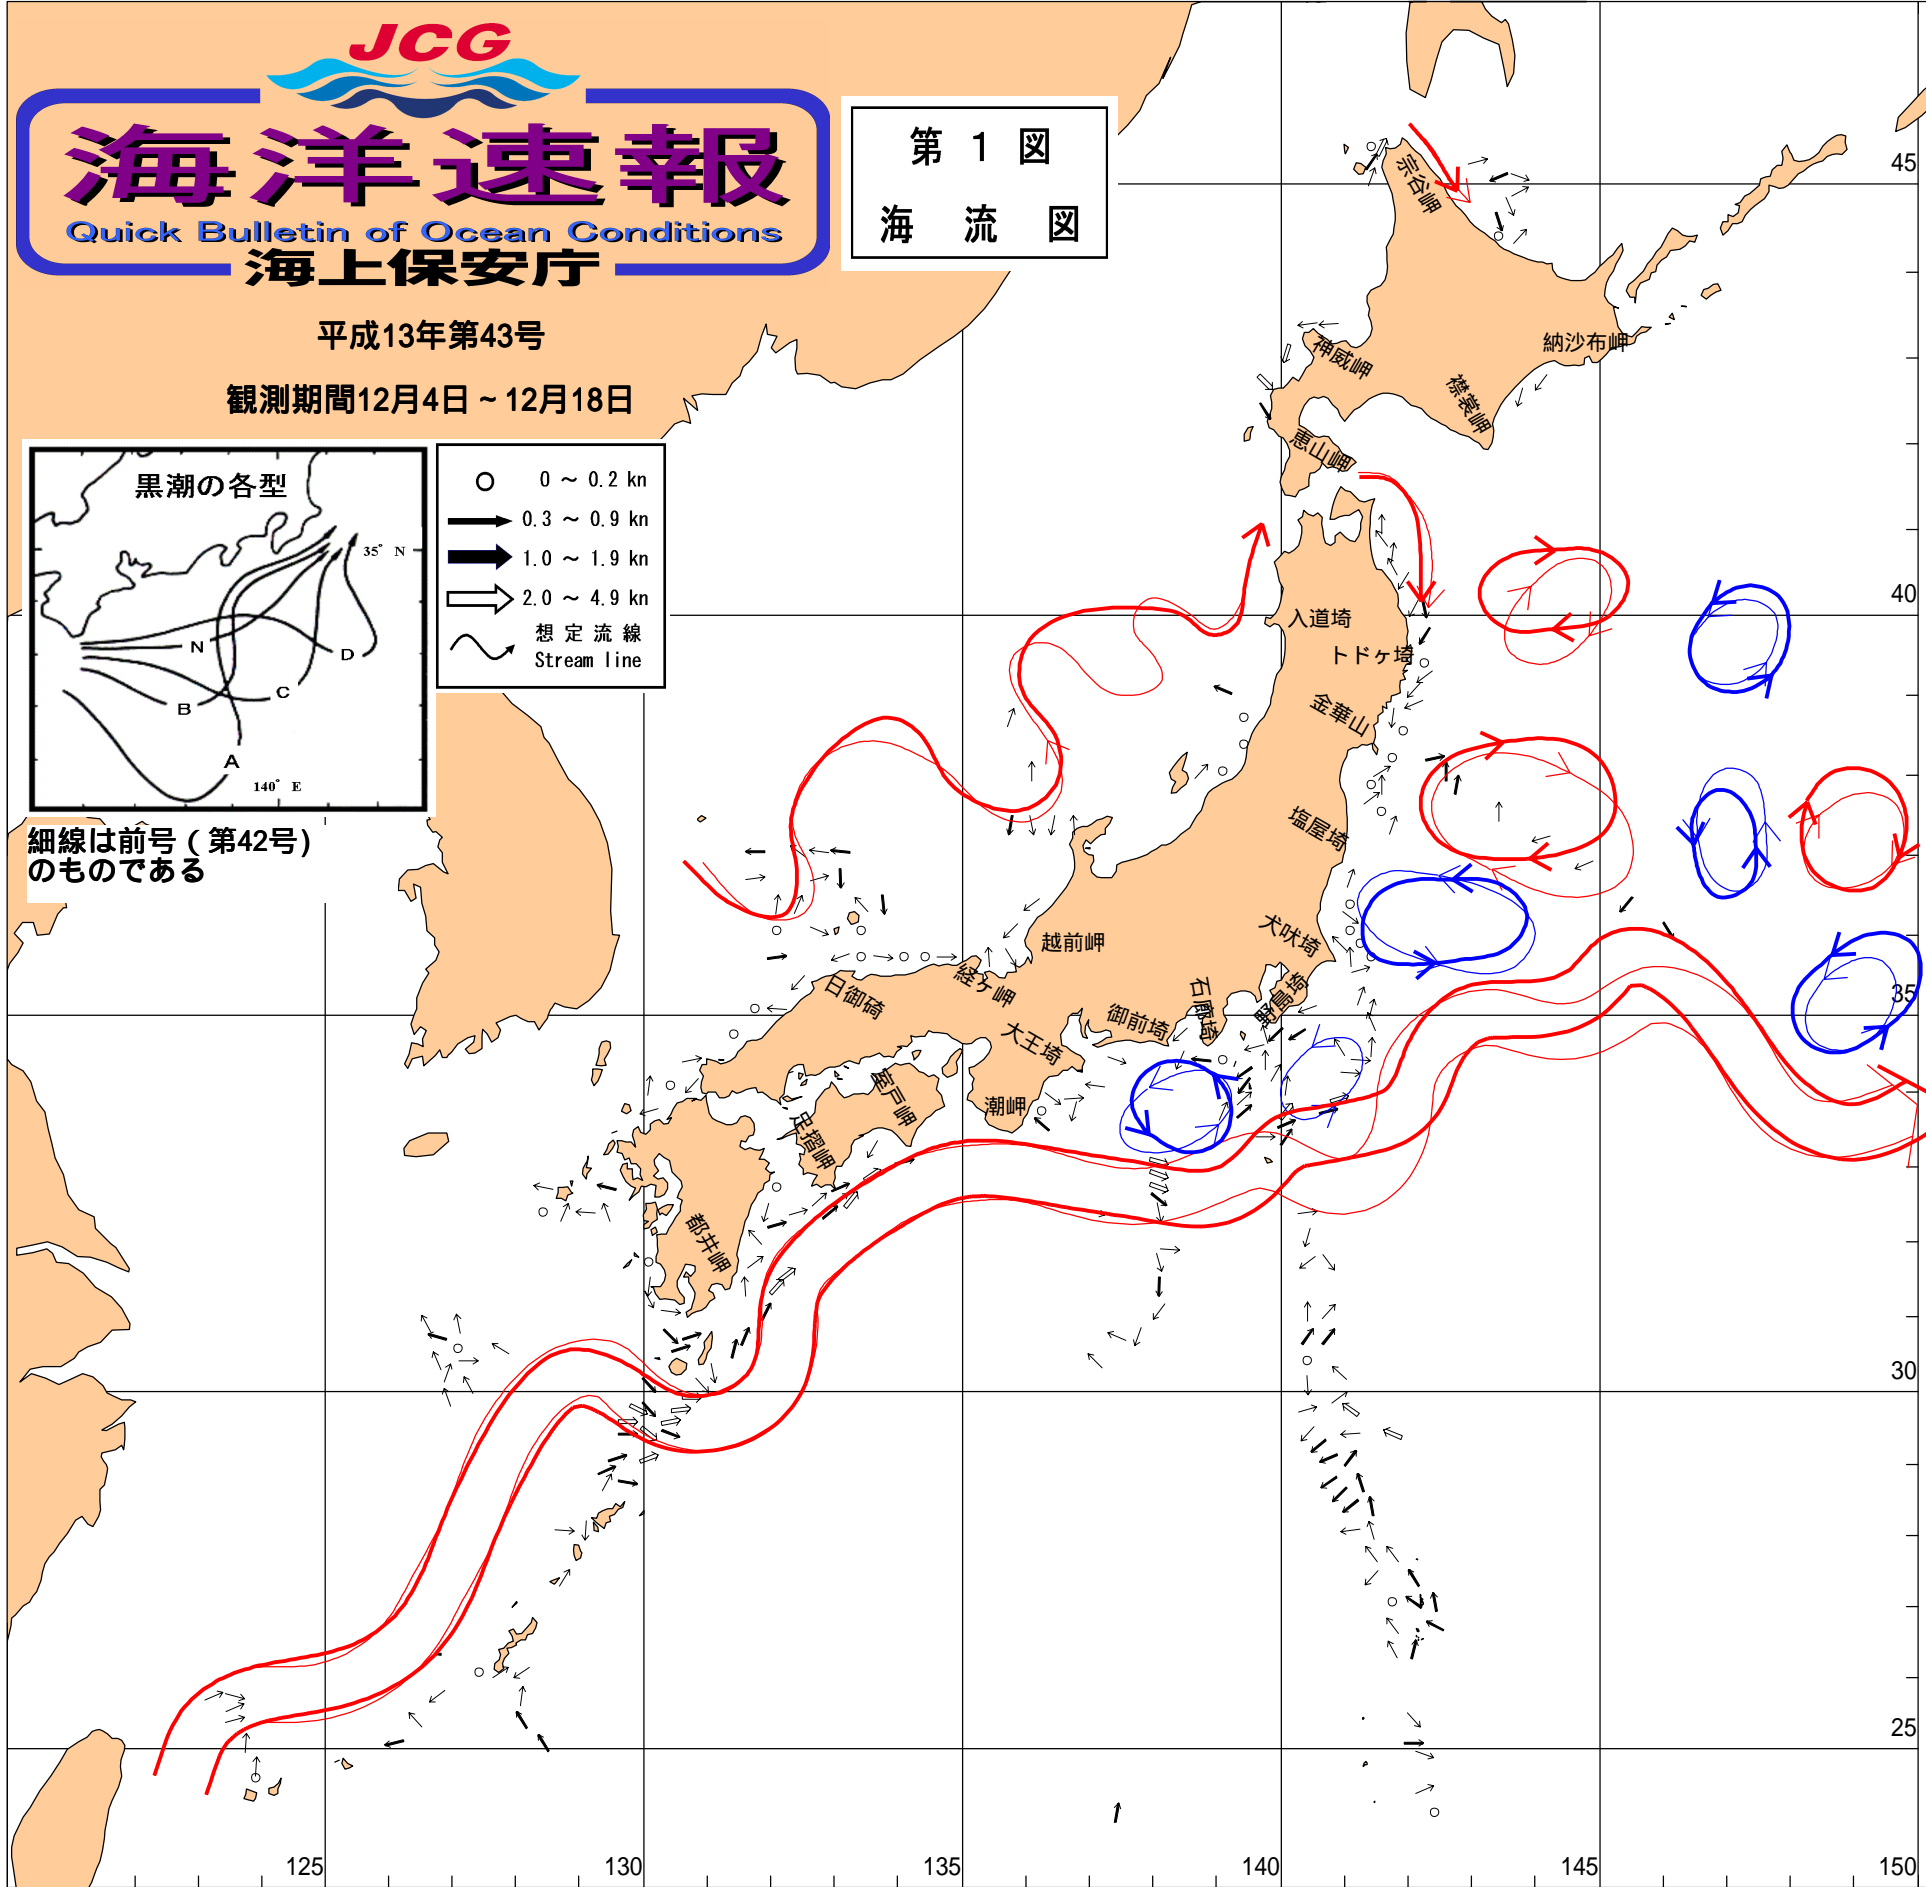 JCG
海洋速報
Quick Bulletin of Ocean Conditions
海上保安庁
平成13年第43号
観測期間12月4日~12月18日
第1図
海流図
黒潮の各型
35° N
N
D
C
B
A
140° E
0 ~ 0.2 kn
0.3 ~ 0.9 kn
1.0 ~ 1.9 kn
2.0 ~ 4.9 kn
想定流線
Stream line
細線は前号(第42号)
のものである
宗谷岬
神威岬
納沙布岬
襟裳岬
恵山岬
入道埼
トドヶ埼
金華山
塩屋埼
犬吠埼
越前岬
経ヶ岬
日御碕
石廊埼
野島埼
御前埼
大王埼
室戸岬
潮岬
足摺岬
都井岬
45
40
35
30
25
125
130
135
140
145
150